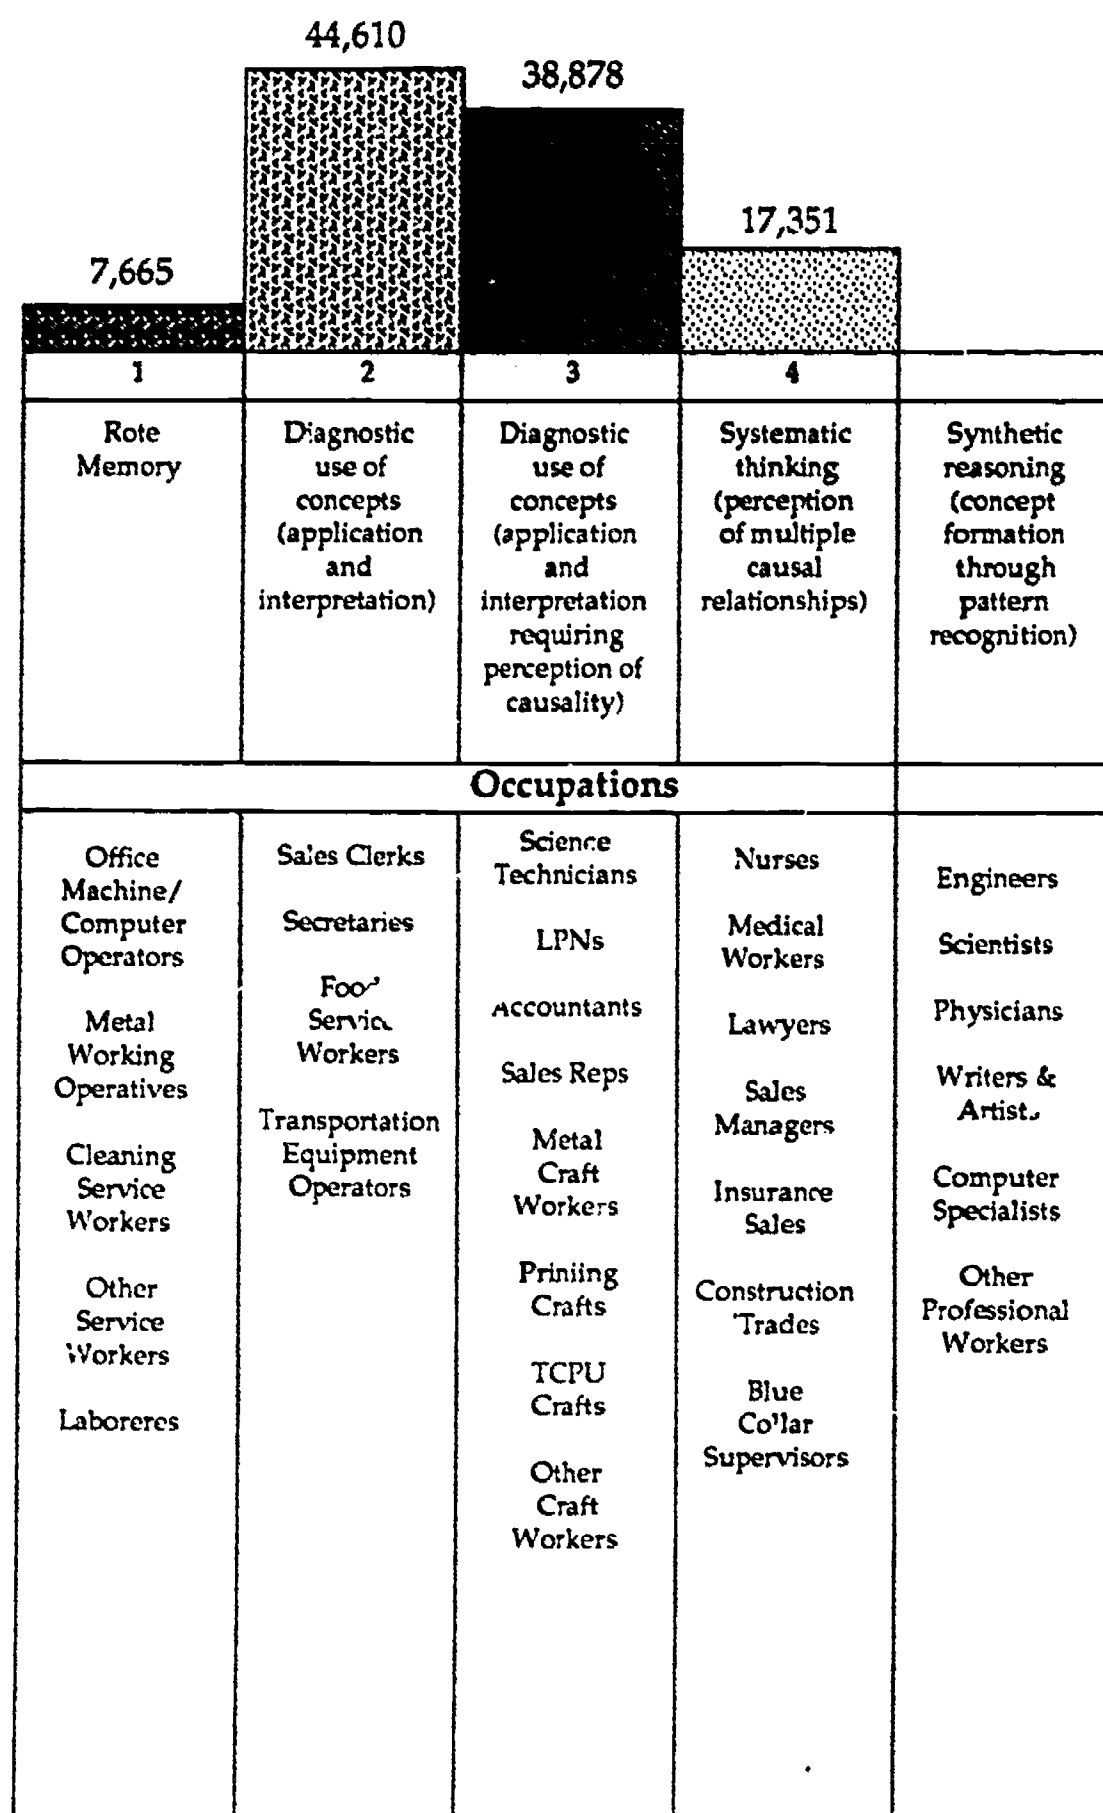 44,610
38,878
17,351
7,665
1
2
3
4
Rote
Memory
Diagnostic
use of
concepts
(application
and
interpretation)
Diagnostic
use of
concepts
(application
and
interpretation
requiring
perception of
causality)
Systematic
thinking
(perception
of multiple
causal
relationships)
Synthetic
reasoning
(concept
formation
through
pattern
recognition)
Occupations
Office
Machine/
Computer
Operators
Metal
Working
Operatives
Cleaning
Service
Workers
Other
Service
Workers
Laboreres
Sales Clerks
Secretaries
Food
Service
Workers
Transportation
Equipment
Operators
Science
Technicians
LPNs
Accountants
Sales Reps
Metal
Craft
Workers
Priniing
Crafts
TCPU
Crafts
Other
Craft
Workers
Nurses
Medical
Workers
Lawyers
Sales
Managers
Insurance
Sales
Construction
Trades
Blue
Collar
Supervisors
Engineers
Scientists
Physicians
Writers &
Artists
Computer
Specialists
Other
Professional
Workers